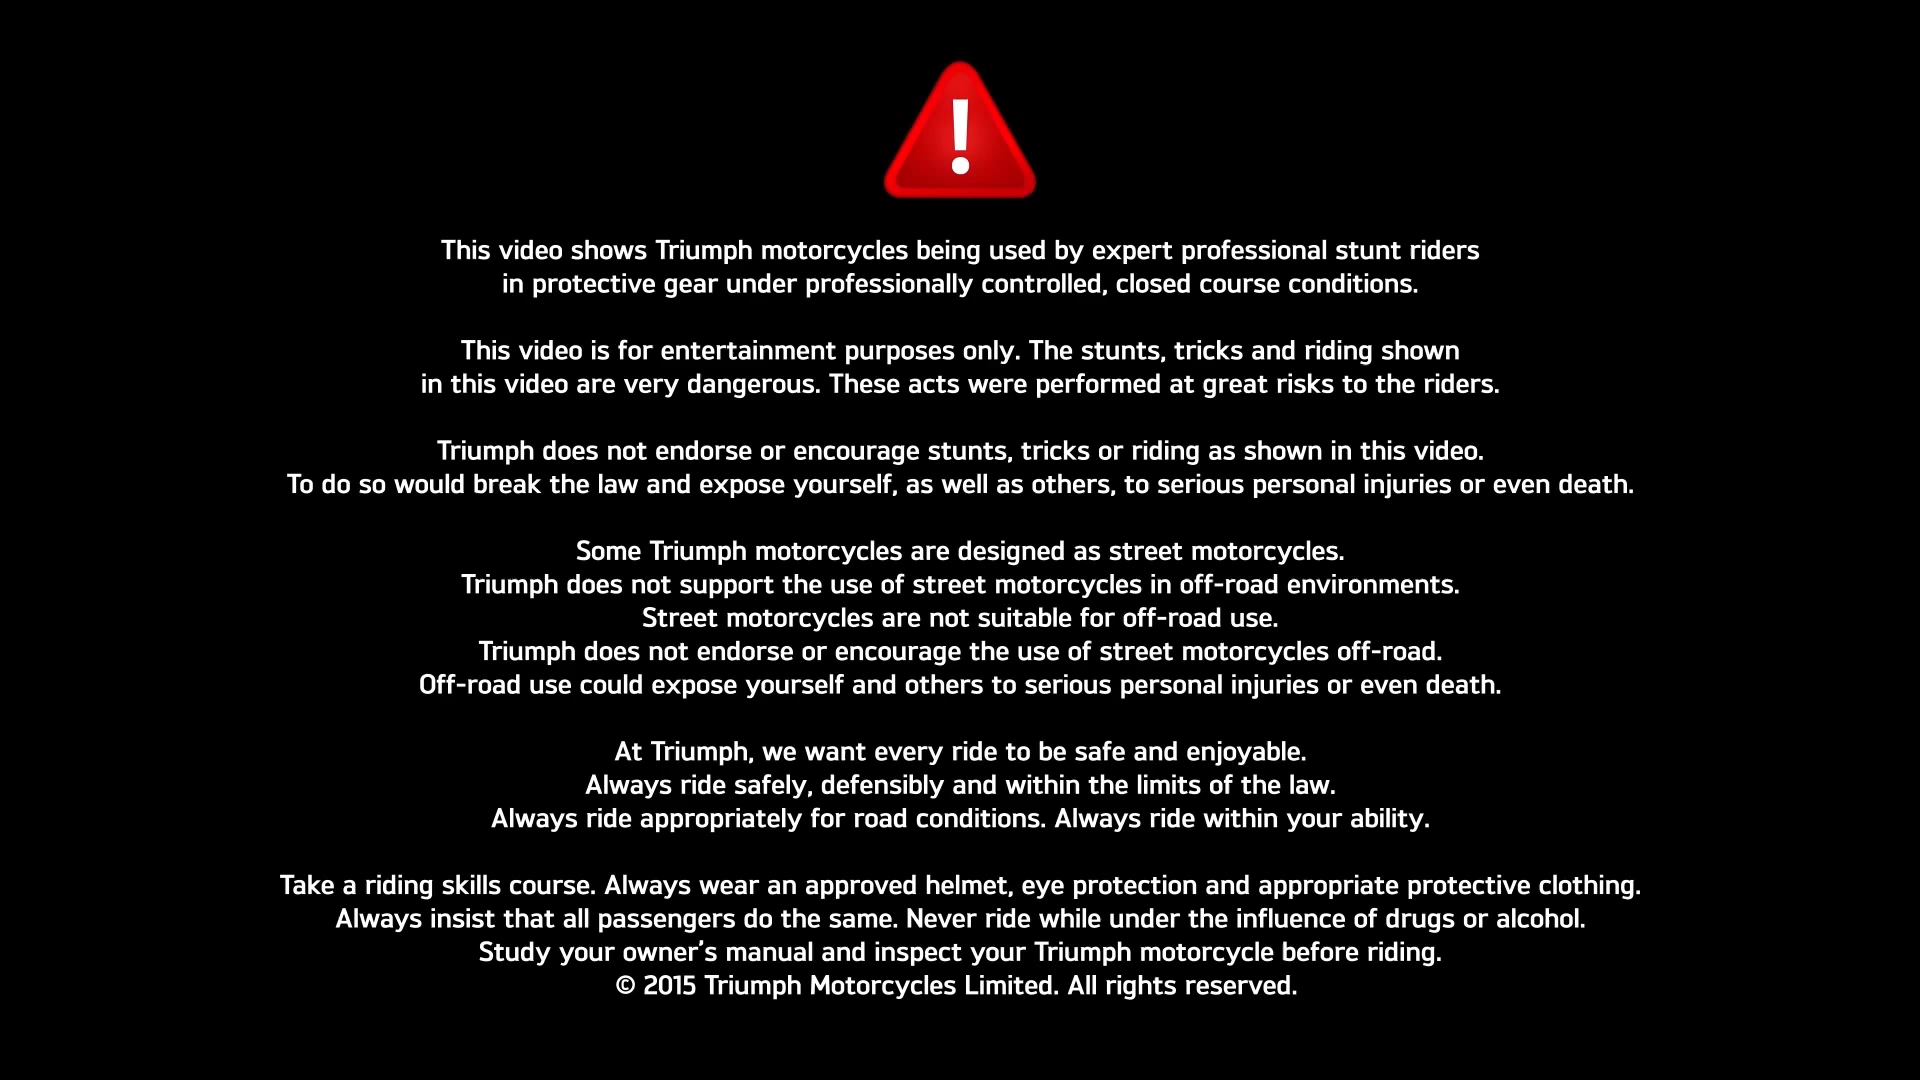 !
This video shows Triumph motorcycles being used by expert professional stunt riders
in protective gear under professionally controlled, closed course conditions.
This video is for entertainment purposes only. The stunts, tricks and riding shown
in this video are very dangerous. These acts were performed at great risks to the riders.
Triumph does not endorse or encourage stunts, tricks or riding as shown in this video.
To do so would break the law and expose yourself, as well as others, to serious personal injuries or even death.
Some Triumph motorcycles are designed as street motorcycles.
Triumph does not support the use of street motorcycles in off-road environments.
Street motorcycles are not suitable for off-road use.
Triumph does not endorse or encourage the use of street motorcycles off-road.
Off-road use could expose yourself and others to serious personal injuries or even death.
At Triumph, we want every ride to be safe and enjoyable.
Always ride safely, defensibly and within the limits of the law.
Always ride appropriately for road conditions. Always ride within your ability.
Take a riding skills course. Always wear an approved helmet, eye protection and appropriate protective clothing.
Always insist that all passengers do the same. Never ride while under the influence of drugs or alcohol.
Study your owner’s manual and inspect your Triumph motorcycle before riding.
© 2015 Triumph Motorcycles Limited. All rights reserved.